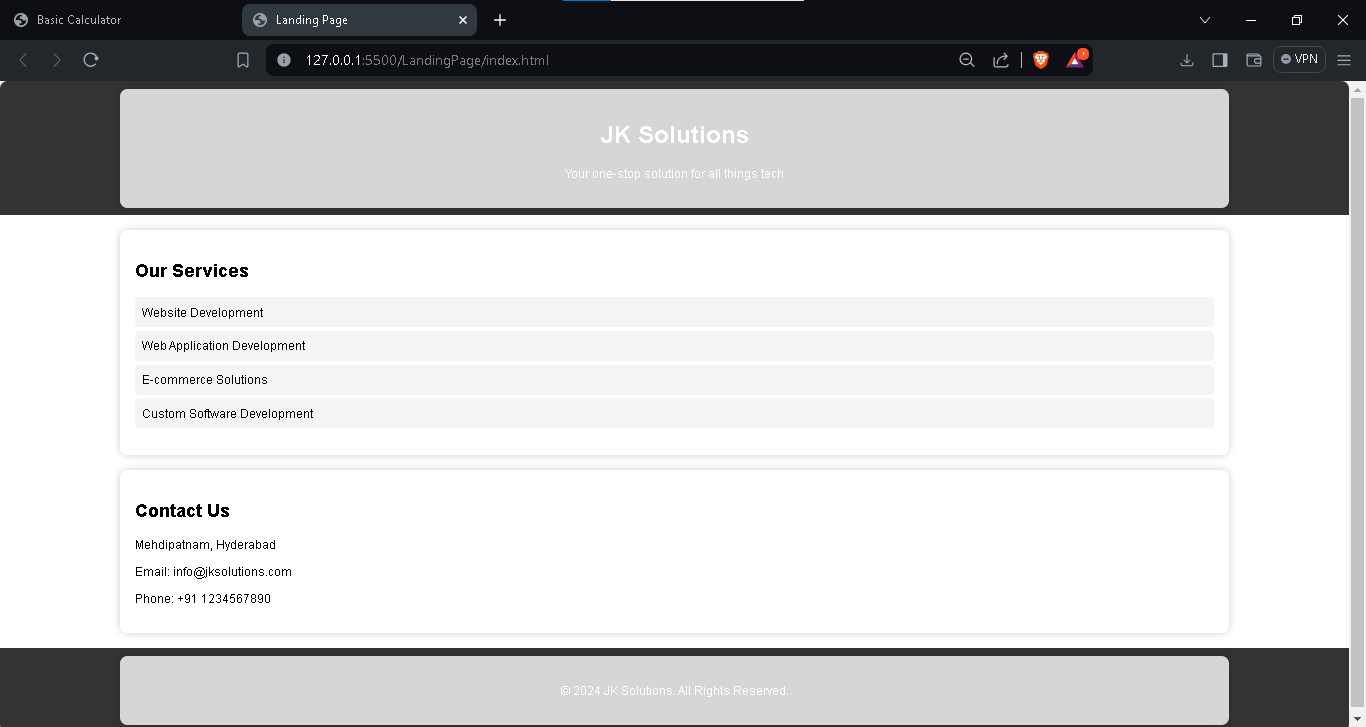 Basic Calculator
Landing Page
127.0.0.1:5500/LandingPage/index.html
VPN
JK Solutions
Your one-stop solution for all things tech
Our Services
Website Development
Web Application Development
E-commerce Solutions
Custom Software Development
Contact Us
Mehdipatnam, Hyderabad
Email: info@jksolutions.com
Phone: +91 1234567890
© 2024 JK Solutions. All Rights Reserved.